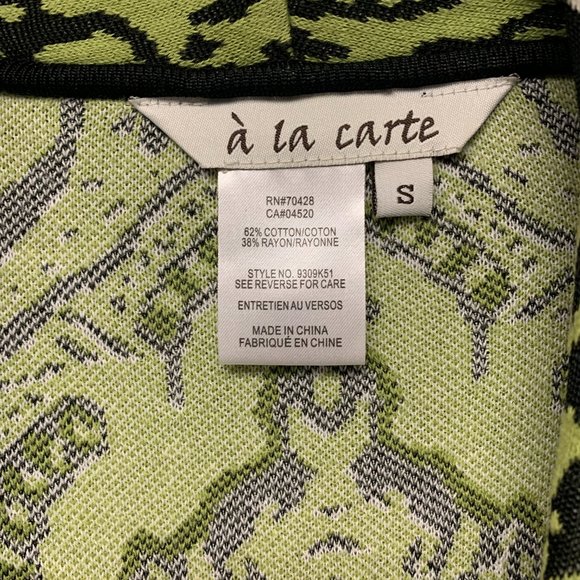 à la carte
S
RN#70428
CA#04520
62% COTTON/COTON
38% RAYON/RAYONNE
STYLE NO. 9309K51
SEE REVERSE FOR CARE
ENTRETIEN AU VERSOS
MADE IN CHINA
FABRIQUÉ EN CHINE